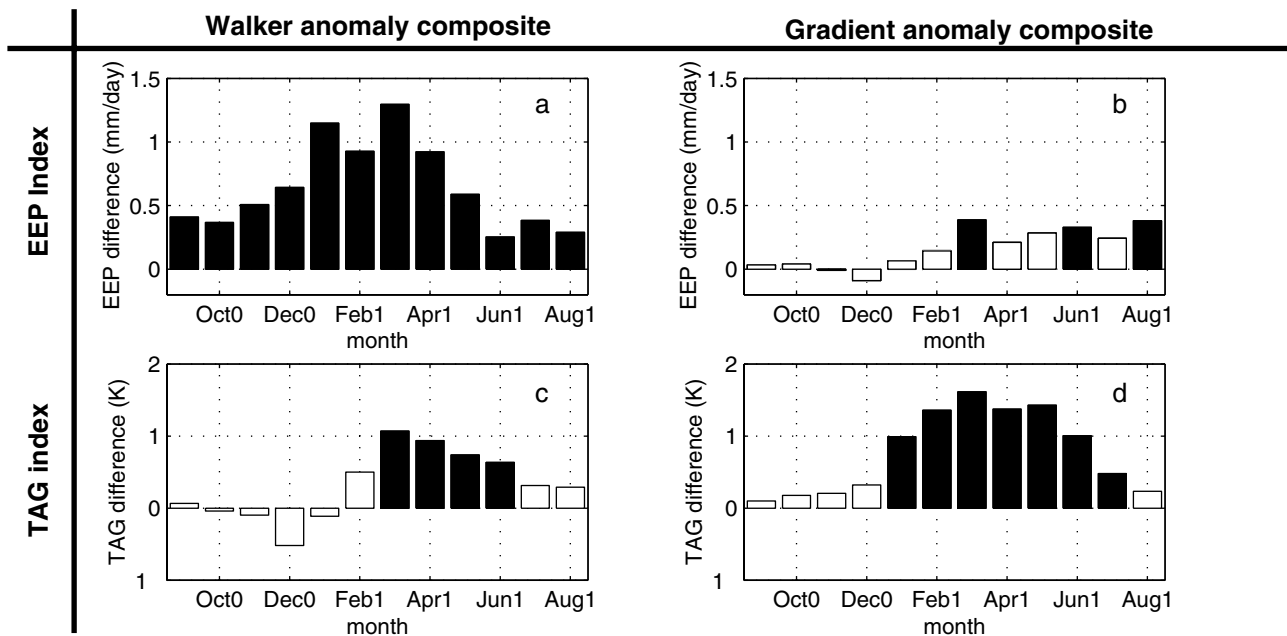 Walker anomaly composite
Gradient anomaly composite
EEP Index
EEP difference (mm/day)
1.5
1
0.5
0
a
Oct0 Dec0 Feb1 Apr1 Jun1 Aug1
month
EEP difference (mm/day)
1.5
1
0.5
0
b
Oct0 Dec0 Feb1 Apr1 Jun1 Aug1
month
TAG index
TAG difference (K)
2
1
0
1
c
Oct0 Dec0 Feb1 Apr1 Jun1 Aug1
month
TAG difference (K)
2
1
0
1
d
Oct0 Dec0 Feb1 Apr1 Jun1 Aug1
month